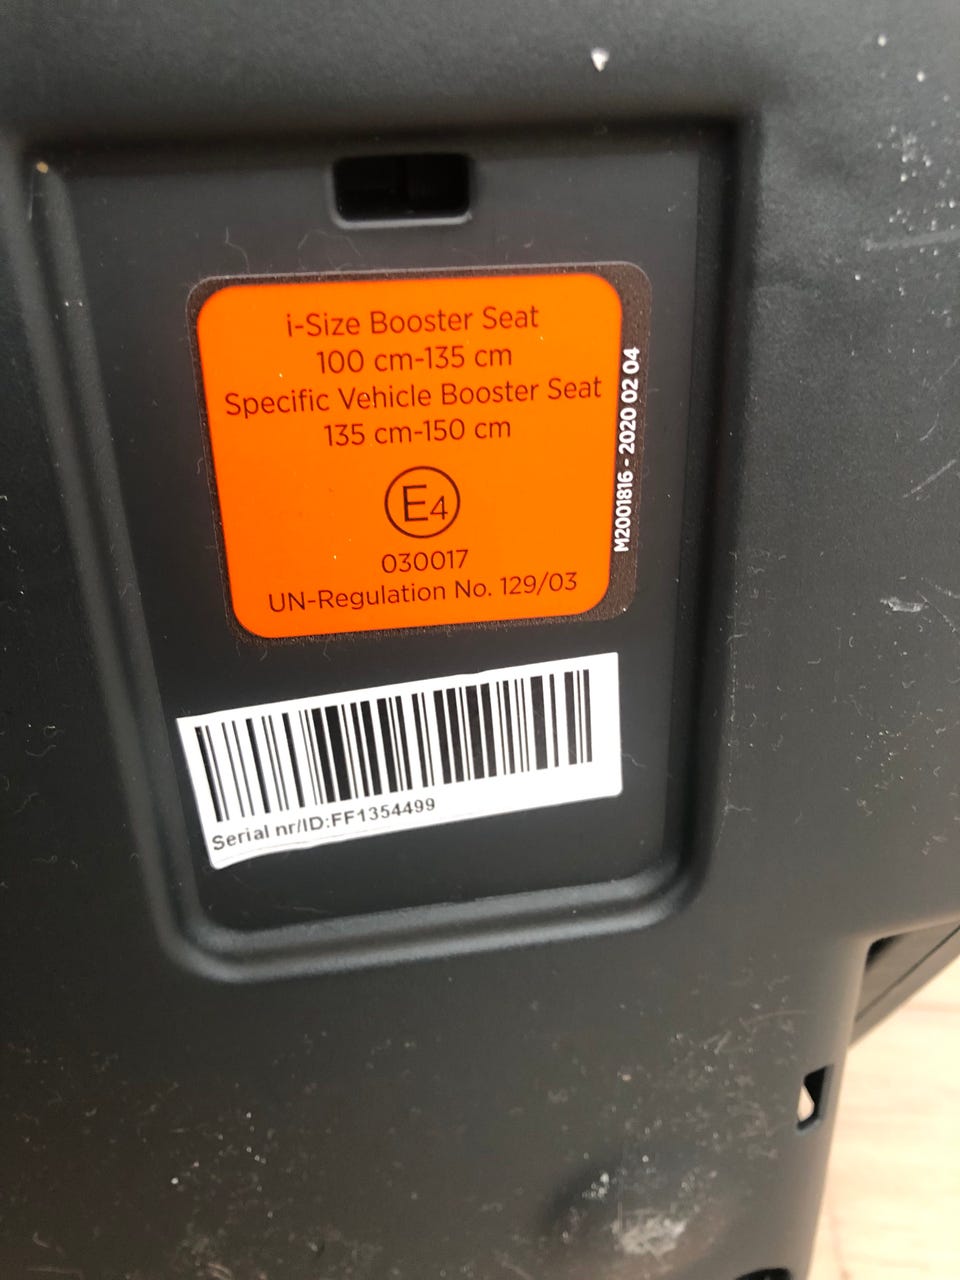 i-Size Booster Seat
100 cm-135 cm
Specific Vehicle Booster Seat
135 cm-150 cm
E4
030017
UN-Regulation No. 129/03
M2001816 - 2020 02 04
Serial nr/ID:FF1354499